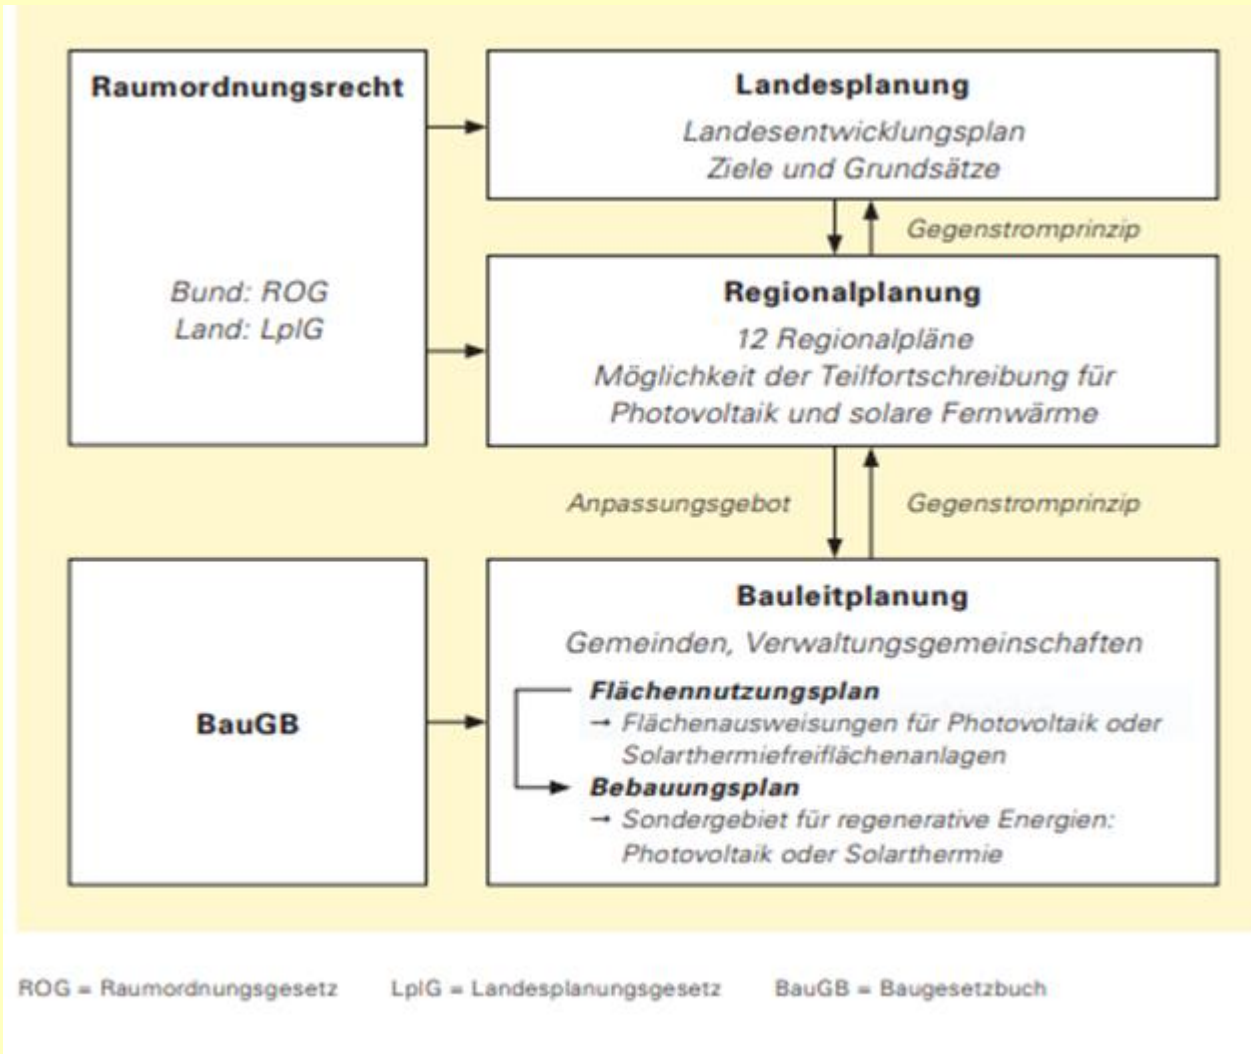 Raumordnungsrecht
Bund: ROG
Land: LplG
Landesplanung
Landesentwicklungsplan
Ziele und Grundsätze
Gegenstromprinzip
Regionalplanung
12 Regionalpläne
Möglichkeit der Teilfortschreibung für
Photovoltaik und solare Fernwärme
Anpassungsgebot
Gegenstromprinzip
BauGB
Bauleitplanung
Gemeinden, Verwaltungsgemeinschaften
Flächennutzungsplan
→ Flächenausweisungen für Photovoltaik oder
Solarthermiefreiflächenanlagen
Bebauungsplan
→ Sondergebiet für regenerative Energien:
Photovoltaik oder Solarthermie
ROG = Raumordnungsgesetz LplG = Landesplanungsgesetz BauGB = Baugesetzbuch